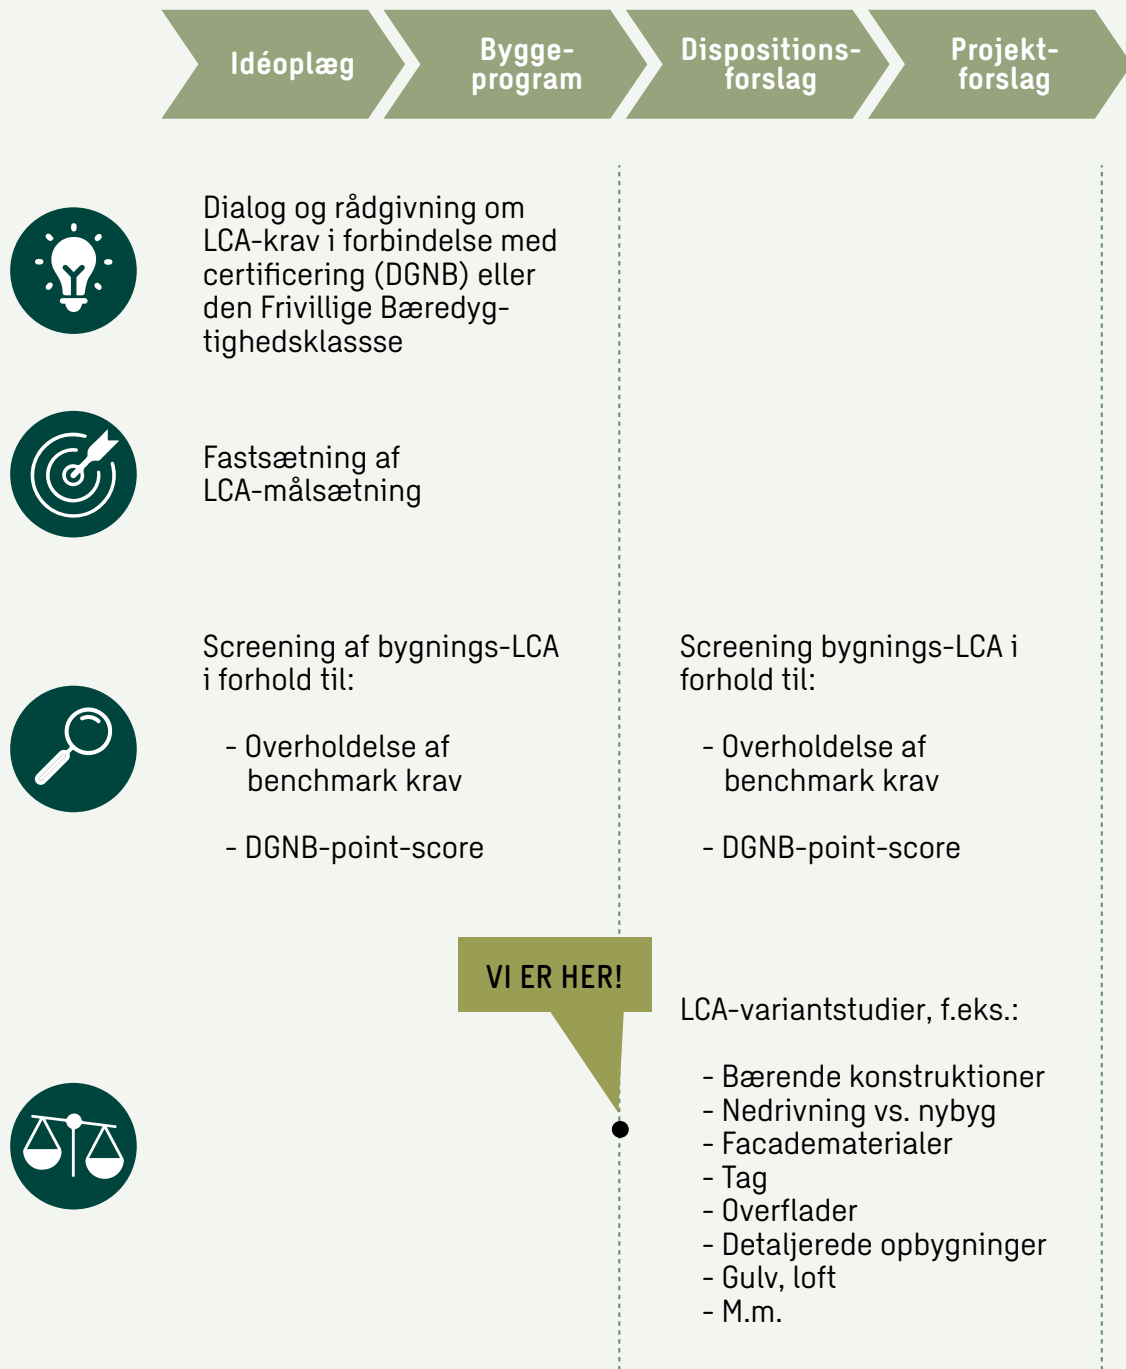 Idéoplæg
Bygge-
program
Dispositions-
forslag
Projekt-
forslag
Dialog og rådgivning om
LCA-krav i forbindelse med
certificering (DGNB) eller
den Frivillige Bæredyg-
tighedsklassse
Fastsætning af
LCA-målsætning
Screening af bygnings-LCA
i forhold til:
- Overholdelse af
benchmark krav
- DGNB-point-score
Screening bygnings-LCA i
forhold til:
- Overholdelse af
benchmark krav
- DGNB-point-score
VI ER HER!
LCA-variantstudier, f.eks.:
- Bærende konstruktioner
- Nedrivning vs. nybyg
- Facadematerialer
- Tag
- Overflader
- Detaljerede opbygninger
- Gulv, loft
- M.m.